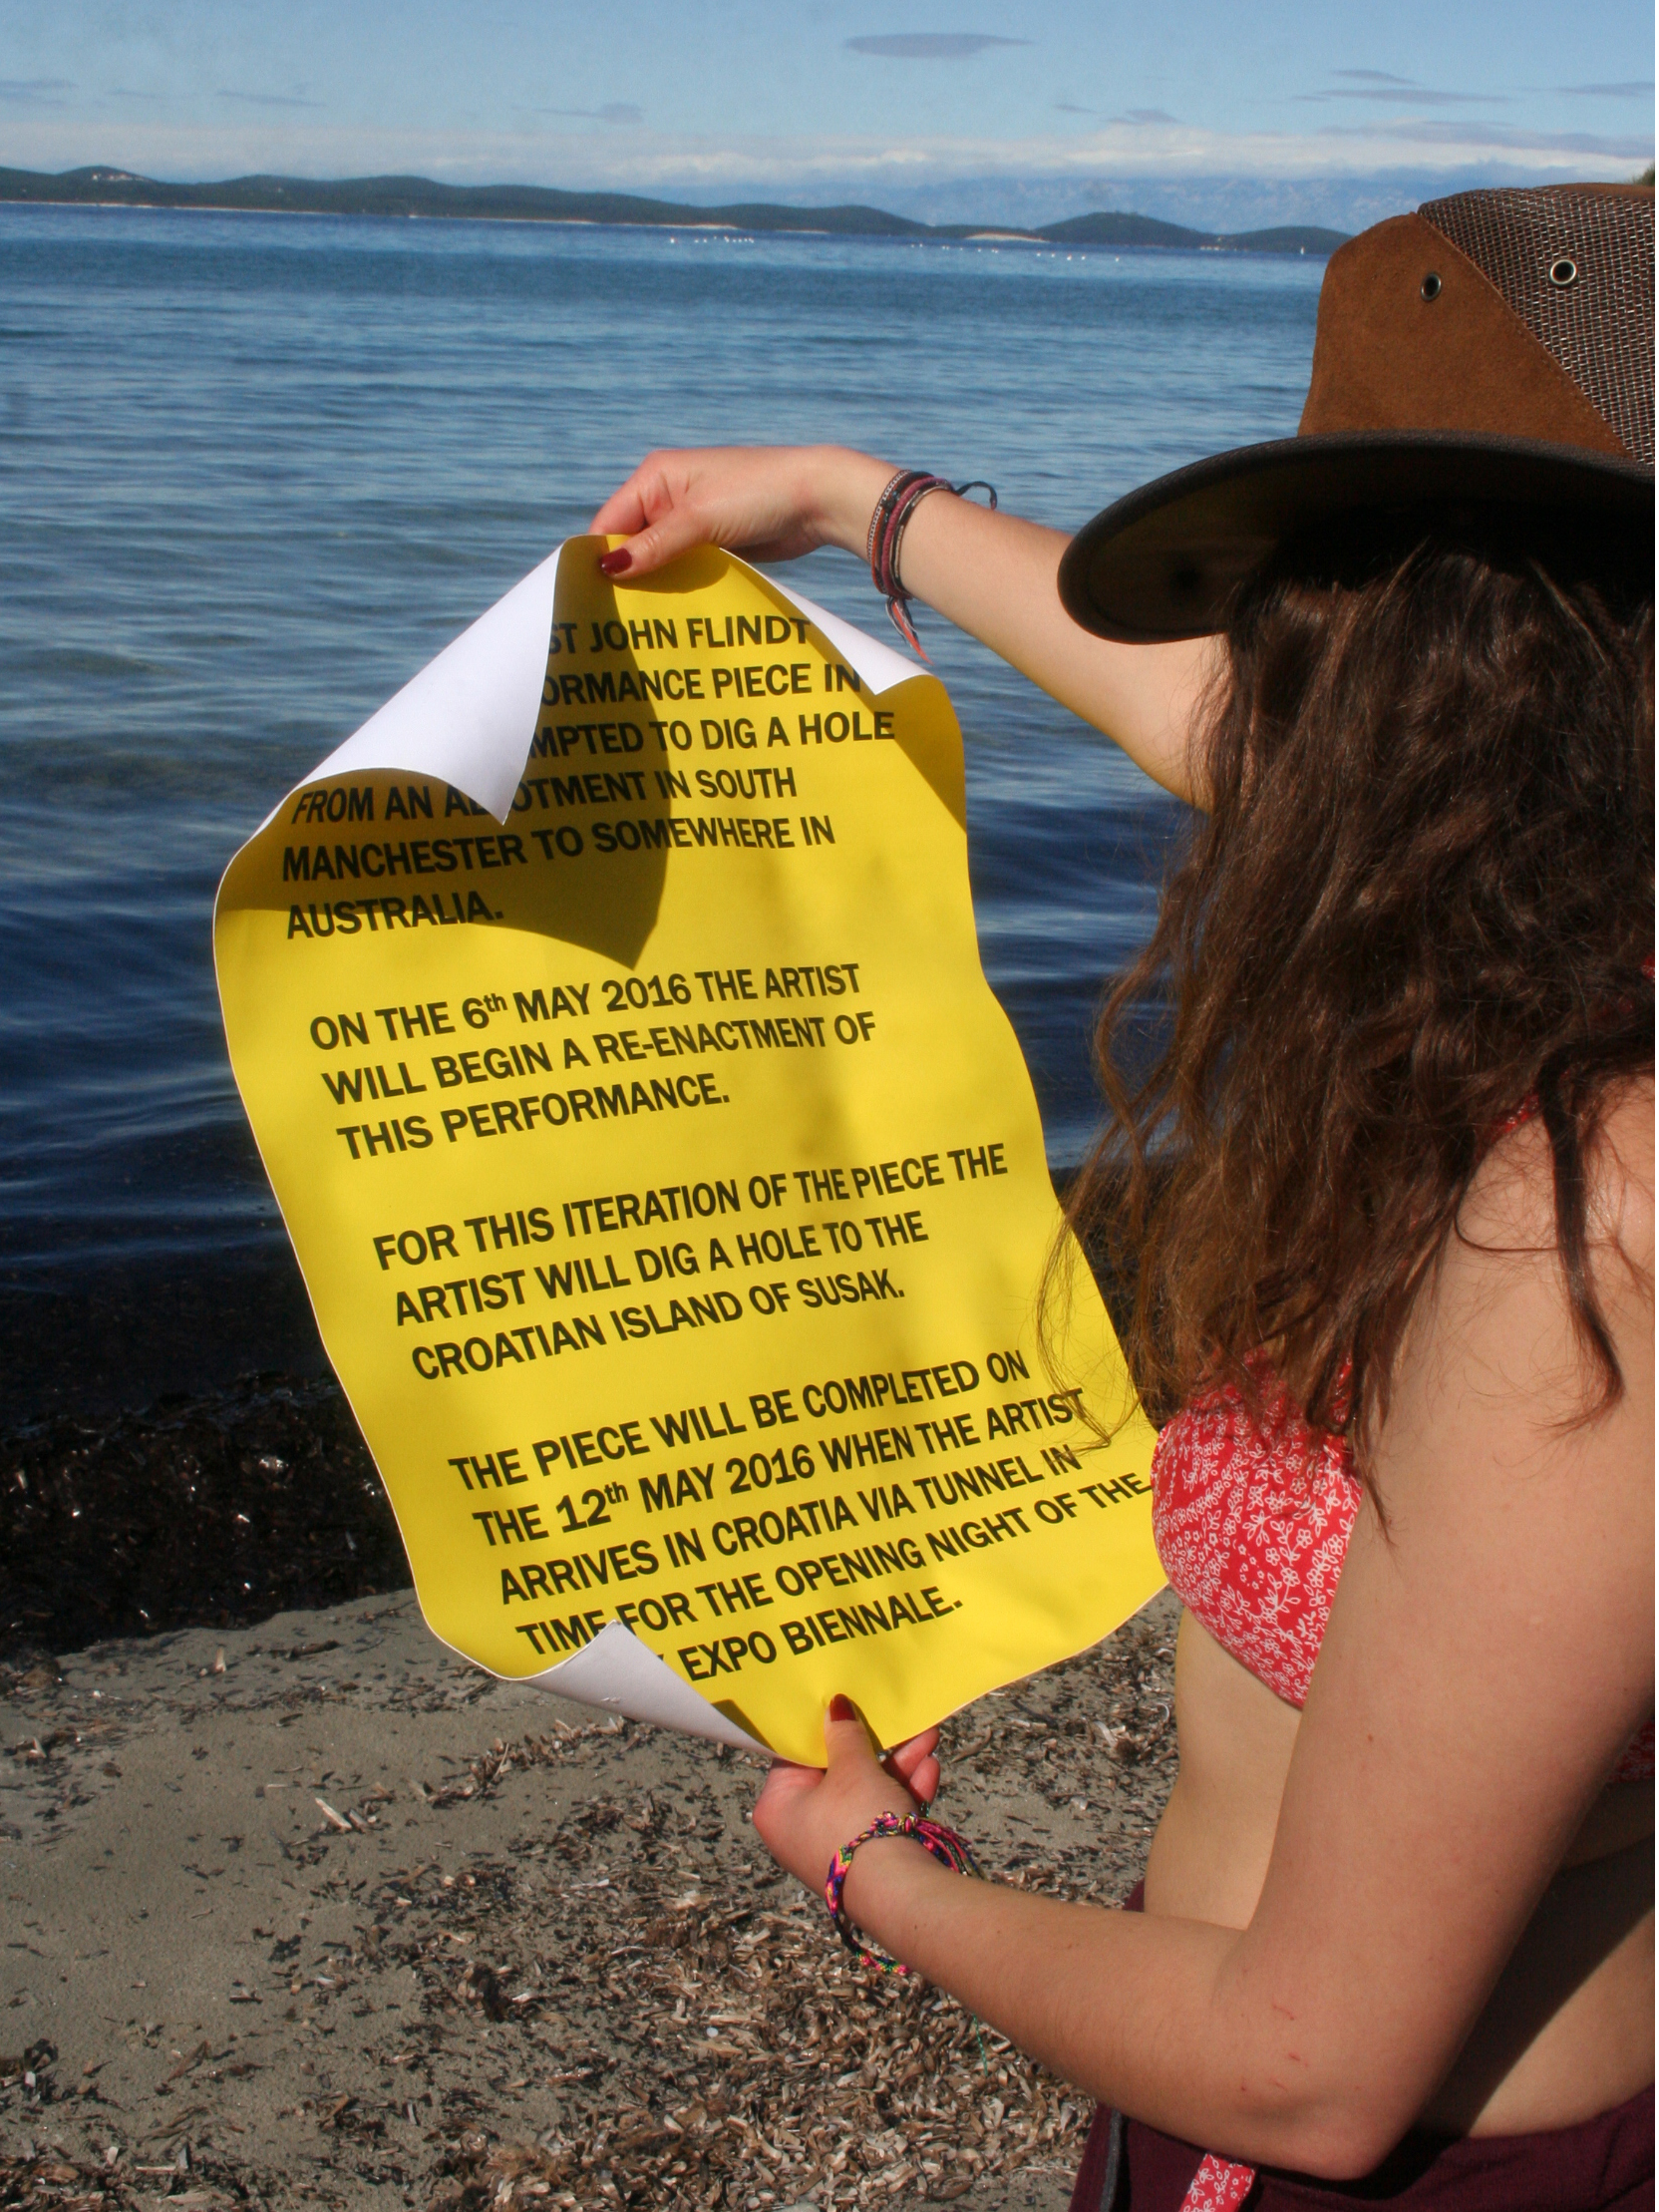 ST JOHN FLINDT
ORMANCE PIECE IN
MPTED TO DIG A HOLE
FROM AN ALLOTMENT IN SOUTH
MANCHESTER TO SOMEWHERE IN
AUSTRALIA.
ON THE 6th MAY 2016 THE ARTIST
WILL BEGIN A RE-ENACTMENT OF
THIS PERFORMANCE.
FOR THIS ITERATION OF THE PIECE THE
ARTIST WILL DIG A HOLE TO THE
CROATIAN ISLAND OF SUSAK.
THE PIECE WILL BE COMPLETED ON
THE 12th MAY 2016 WHEN THE ARTIST
ARRIVES IN CROATIA VIA TUNNEL IN
TIME FOR THE OPENING NIGHT OF THE
EXPO BIENNALE.